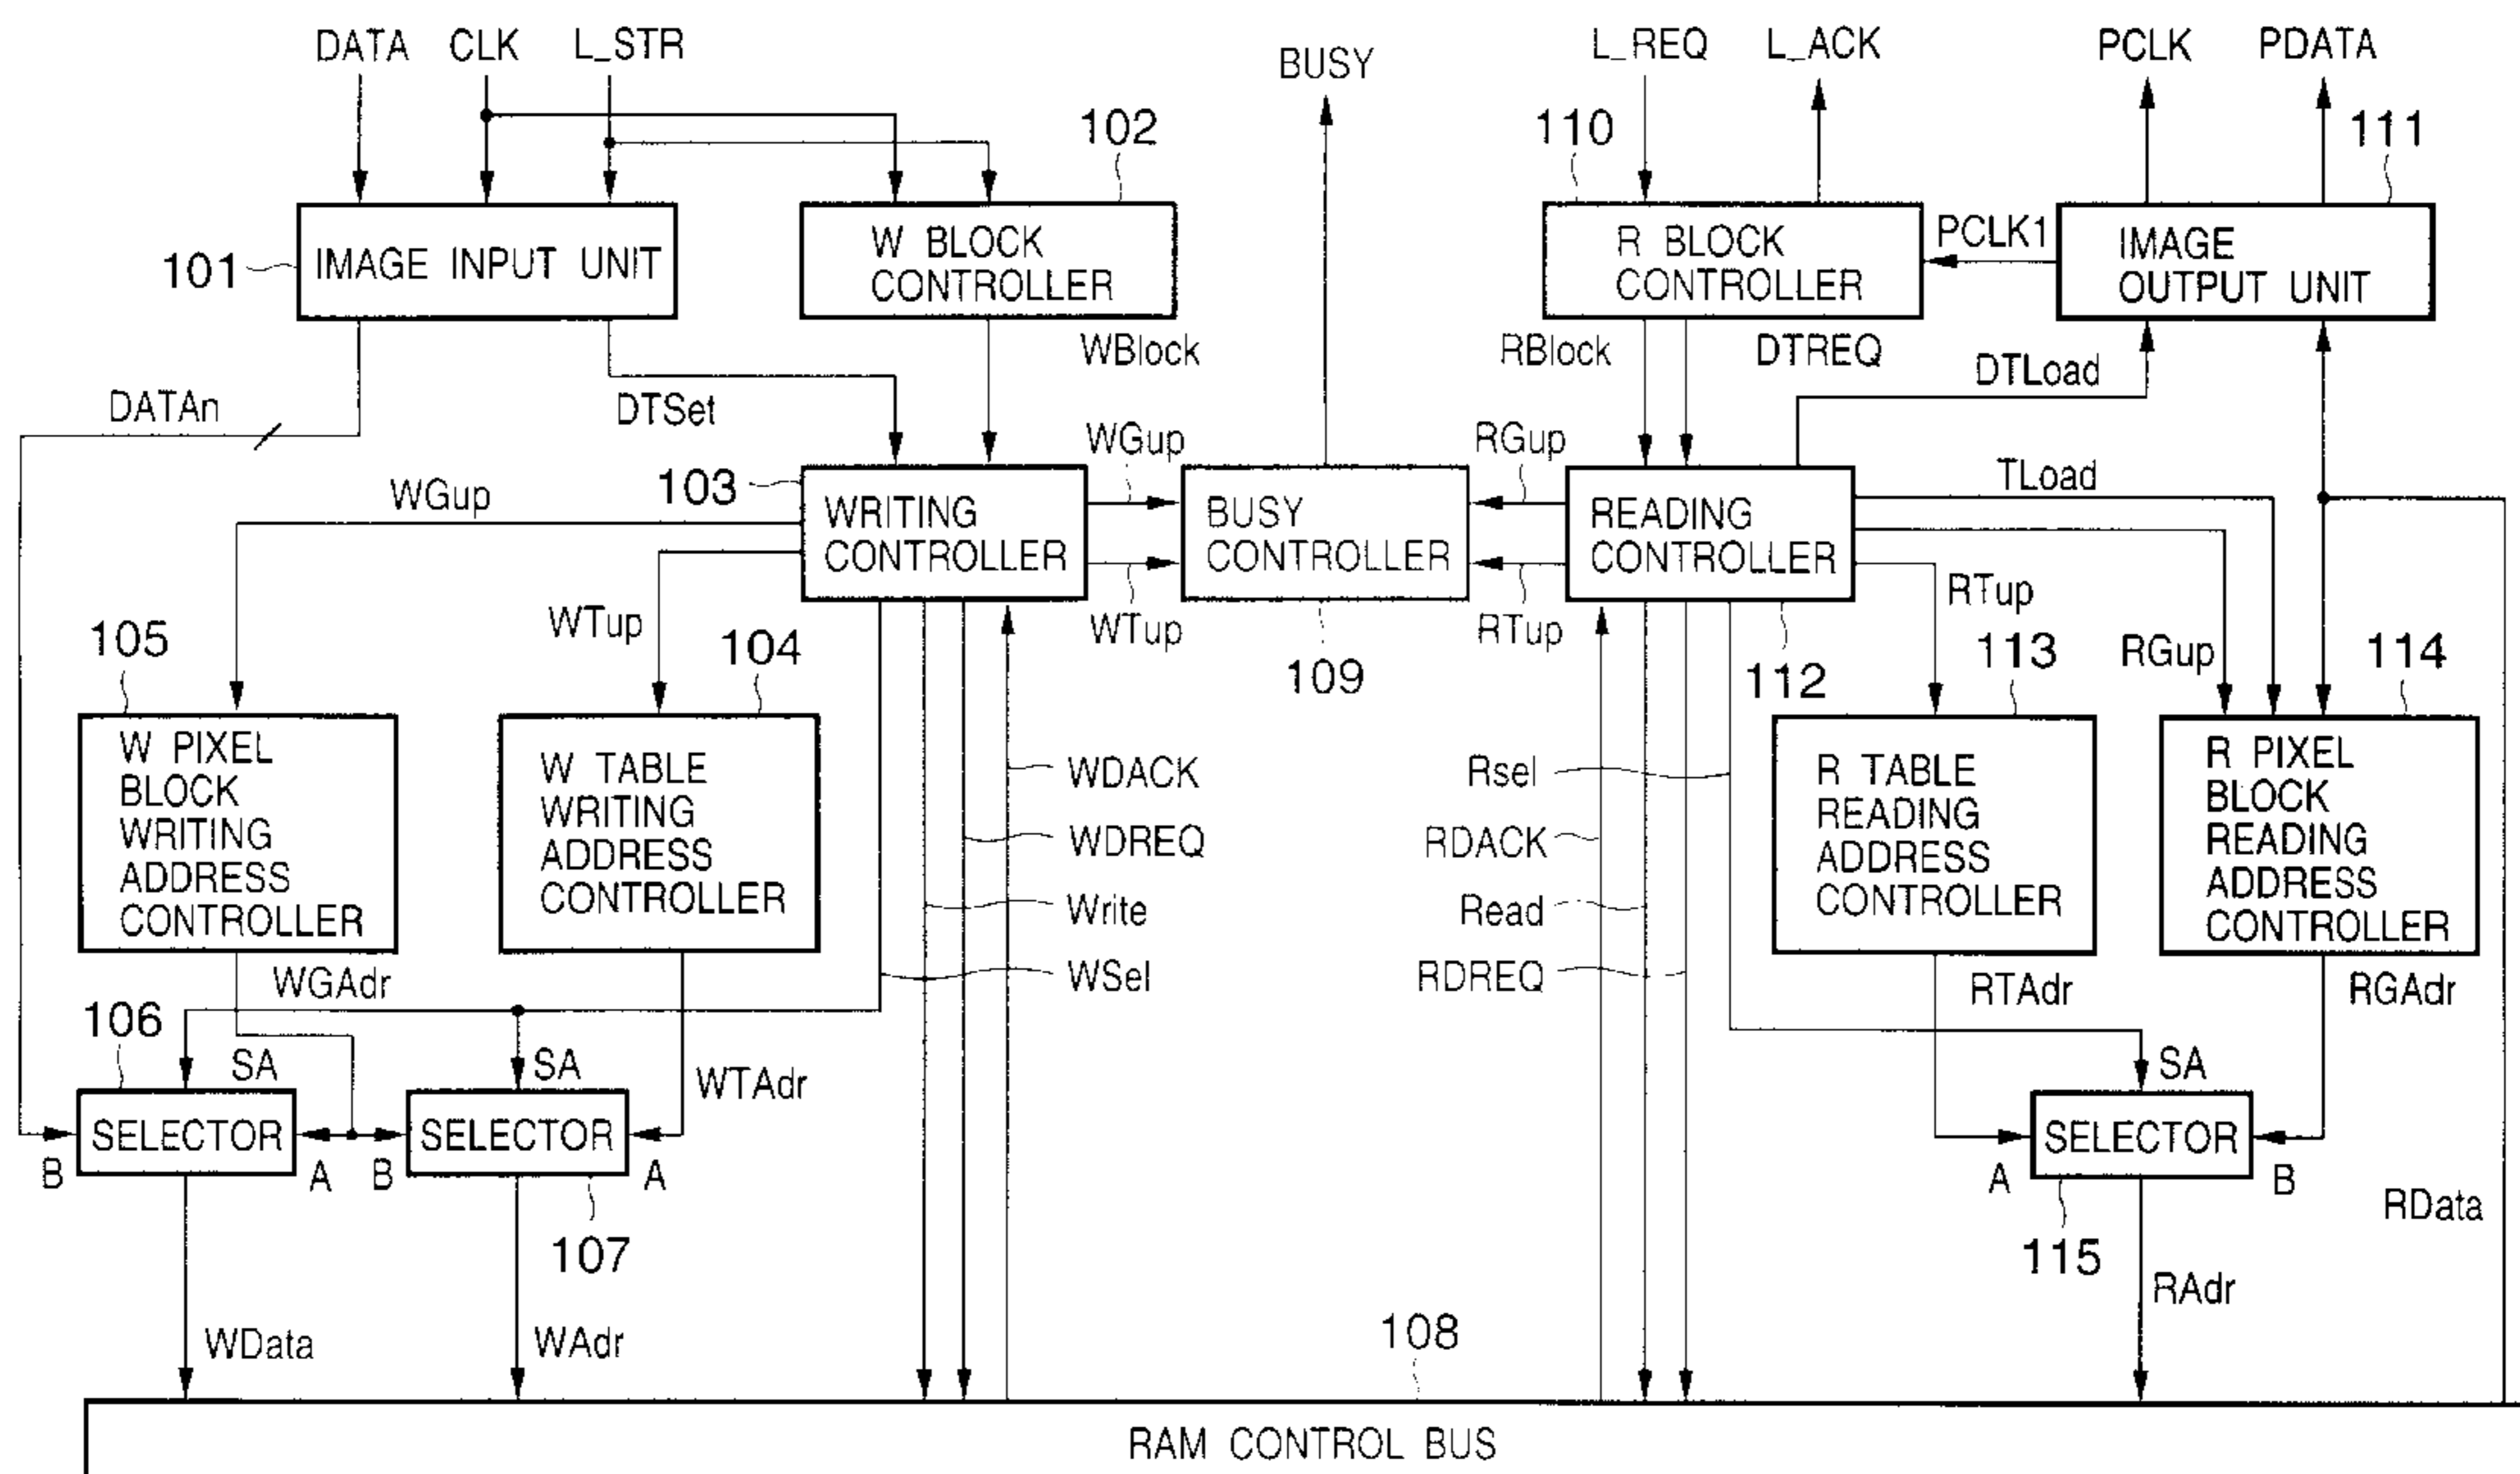 DATA CLK L_STR
BUSY
L_REQ L_ACK
PCLK PDATA
102
110
111
101
IMAGE INPUT UNIT
W BLOCK
CONTROLLER
R BLOCK
CONTROLLER
PCLK1
IMAGE
OUTPUT UNIT
WBlock
RBlock
DTREQ
DTLoad
DATAn
DTSet
WGup
RGup
TLoad
WGup
103
WRITING
CONTROLLER
BUSY
CONTROLLER
READING
CONTROLLER
WTup
WTup
RTup
RTup
109
112
105
104
113
RGup
114
W PIXEL
BLOCK
WRITING
ADDRESS
CONTROLLER
W TABLE
WRITING
ADDRESS
CONTROLLER
WDACK
WDREQ
Write
WSel
Rsel
RDACK
Read
RDREQ
R TABLE
READING
ADDRESS
CONTROLLER
R PIXEL
BLOCK
READING
ADDRESS
CONTROLLER
WGAdr
RTAdr
RGAdr
106
SA
SA
WTAdr
SA
SELECTOR
SELECTOR
SELECTOR
B
A
B
A
A
B
107
115
RData
WData
WAdr
RAdr
108
RAM CONTROL BUS